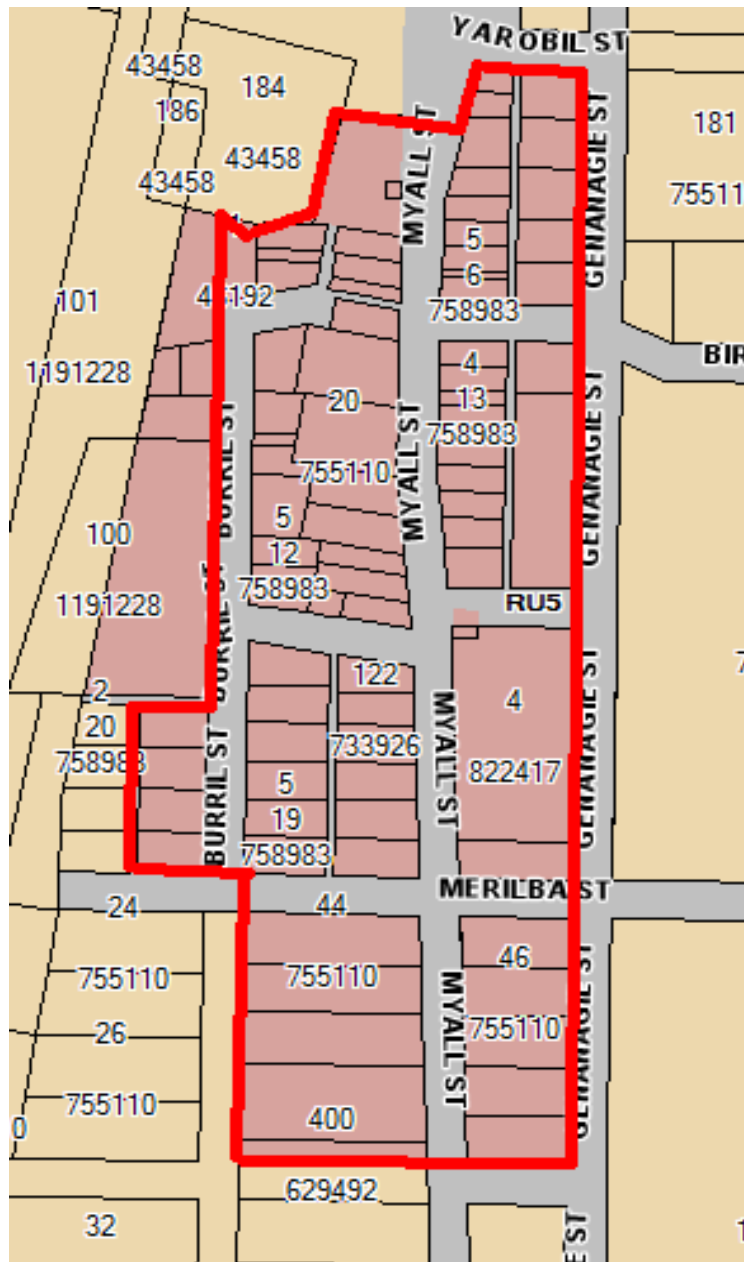 YAROBIL ST
43458
184
186
181
43458
43458
75511
MYALL ST
GENANAGIE ST
5
6
101
758983
1191228
4
BIR
20
13
758983
BURRIL ST
MYALL ST
GENANAGIE ST
755110
5
100
12
758983
1191228
RU5
BURRIL ST
2
122
4
20
758983
733926
GENANAGIE ST
MYALL ST
822417
BURRIL ST
5
19
758983
MERILBA ST
24
44
46
755110
755110
755110
MYALL ST
GENANAGIE ST
26
755110
400
0
629492
32
E ST